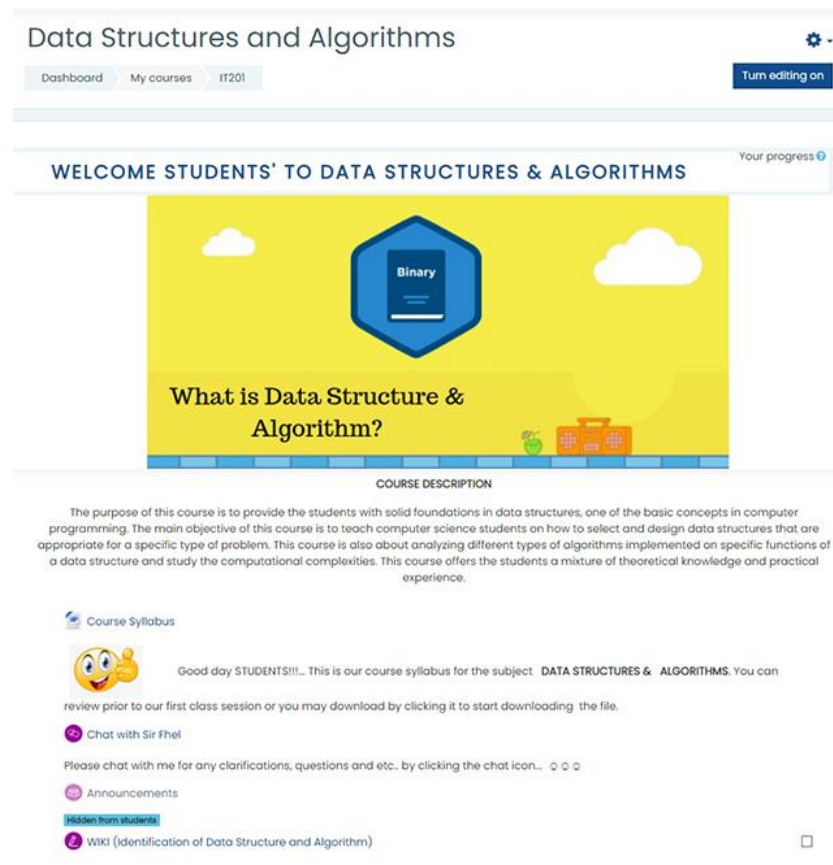 Data Structures and Algorithms
Dashboard My courses IT201
Turn editing on
Your progress
WELCOME STUDENTS' TO DATA STRUCTURES & ALGORITHMS
Binary
What is Data Structure &
Algorithm?
COURSE DESCRIPTION
The purpose of this course is to provide the students with solid foundations in data structures, one of the basic concepts in computer
programming. The main objective of this course is to teach computer science students on how to select and design data structures that are
appropriate for a specific type of problem. This course is also about analyzing different types of algorithms implemented on specific functions of
a data structure and study the computational complexities. This course offers the students a mixture of theoretical knowledge and practical
experience.
Course Syllabus
Good day STUDENTS!!!... This is our course syllabus for the subject DATA STRUCTURES & ALGORITHMS. You can
review prior to our first class session or you may download by clicking it to start downloading the file.
Chat with Sir Fhel
Please chat with me for any clarifications, questions and etc.. by clicking the chat icon... ☺☺☺
Announcements
Hidden from students
WIKI (Identification of Data Structure and Algorithm)